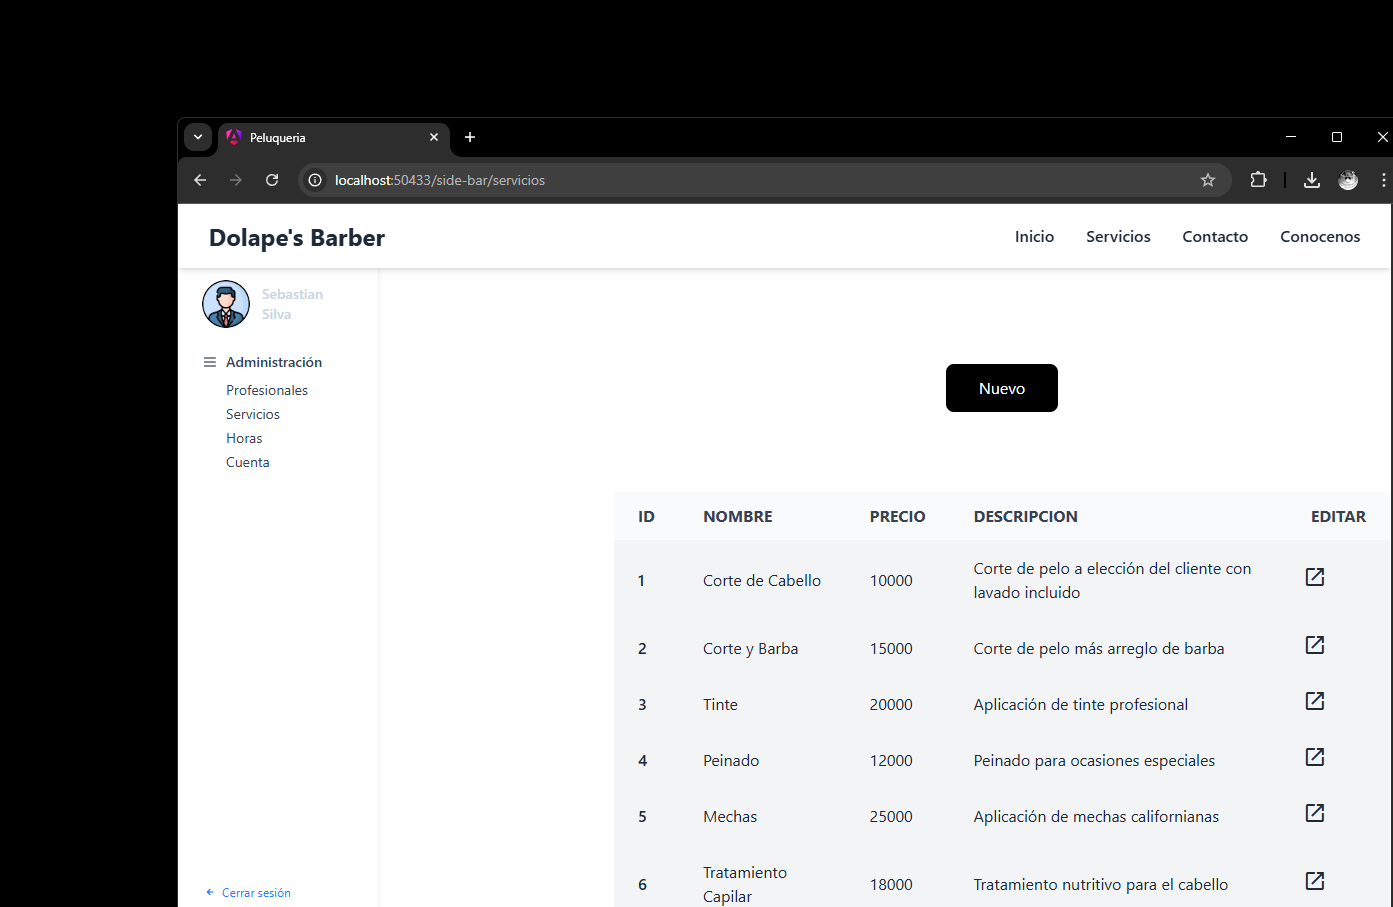 Peluqueria
localhost:50433/side-bar/servicios
Dolape's Barber
Inicio Servicios Contacto Conocenos
Sebastian
Silva
Administración
Profesionales
Servicios
Horas
Cuenta
Cerrar sesión
Nuevo
ID NOMBRE PRECIO DESCRIPCION EDITAR
1 Corte de Cabello 10000 Corte de pelo a elección del cliente con
lavado incluido
2 Corte y Barba 15000 Corte de pelo más arreglo de barba
3 Tinte 20000 Aplicación de tinte profesional
4 Peinado 12000 Peinado para ocasiones especiales
5 Mechas 25000 Aplicación de mechas californianas
6 Tratamiento
Capilar 18000 Tratamiento nutritivo para el cabello